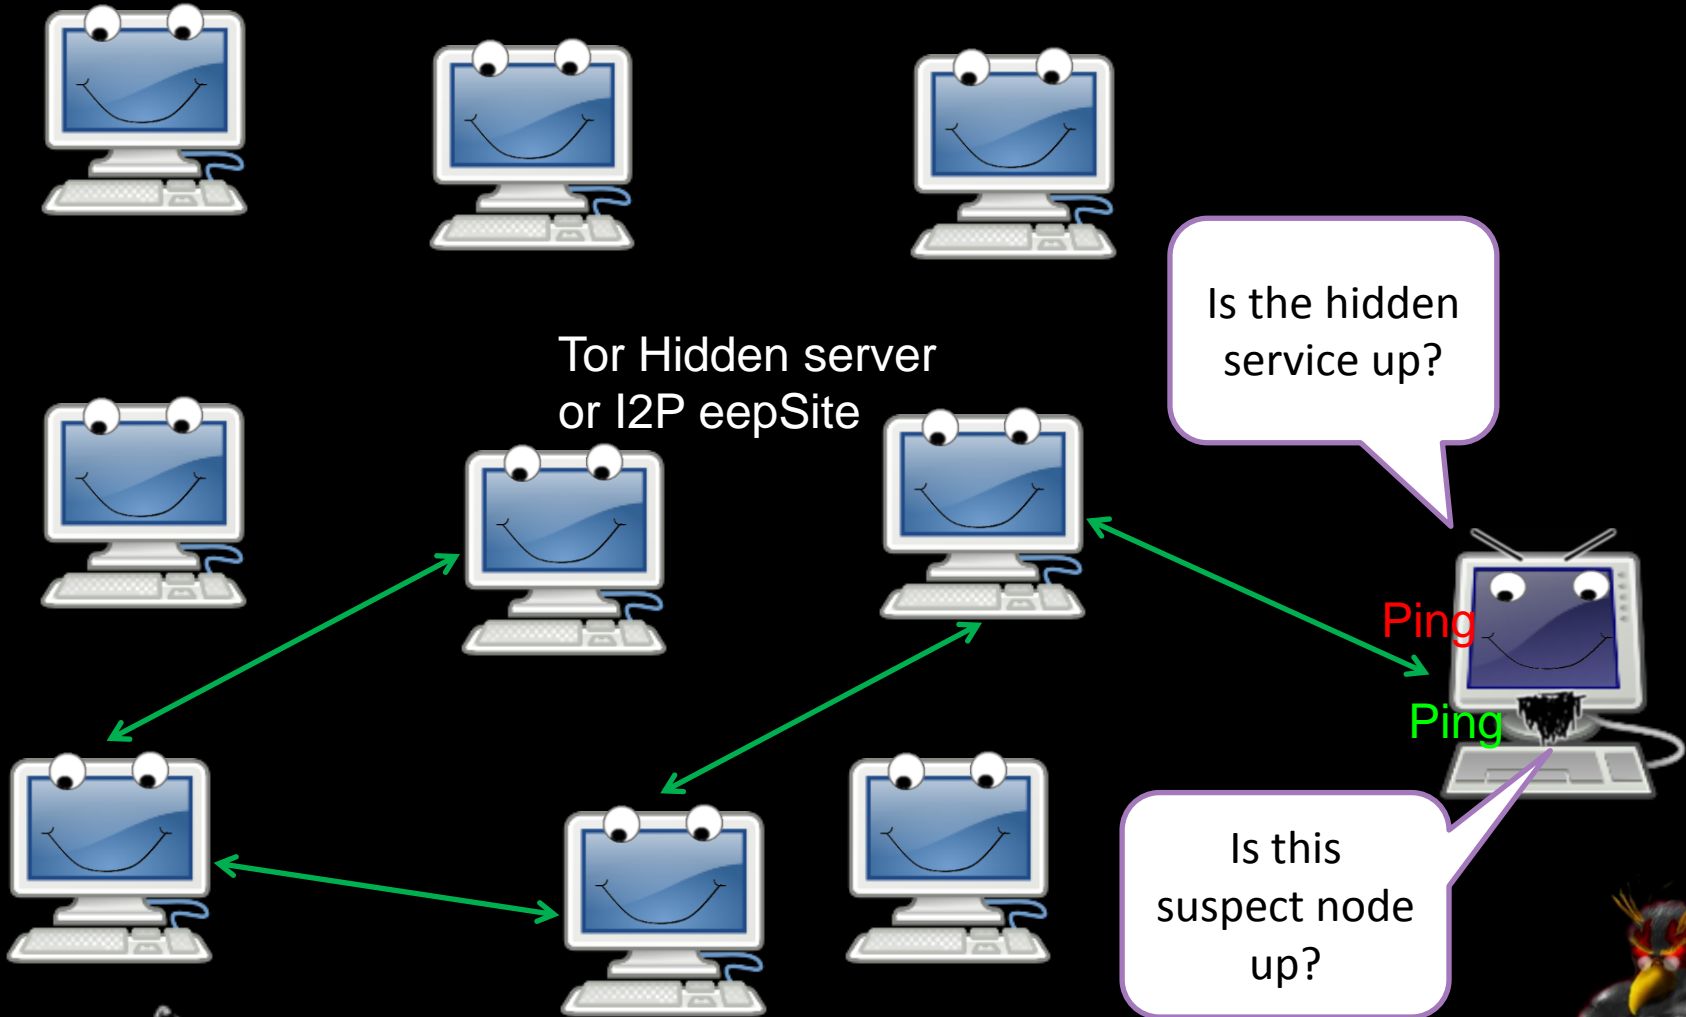 Tor Hidden server
or I2P eepSite
Is the hidden
service up?
Ping
Ping
Is this
suspect node
up?